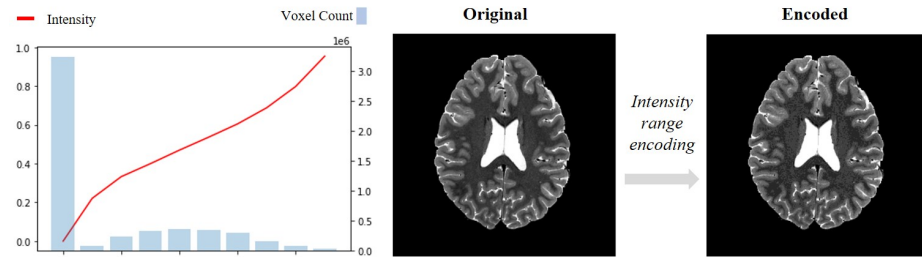 Intensity
Voxel Count
1e6
1.0
0.8
0.6
0.4
0.2
0.0
3.0
2.5
2.0
1.5
1.0
0.5
0.0
Original
Intensity
range
encoding
Encoded